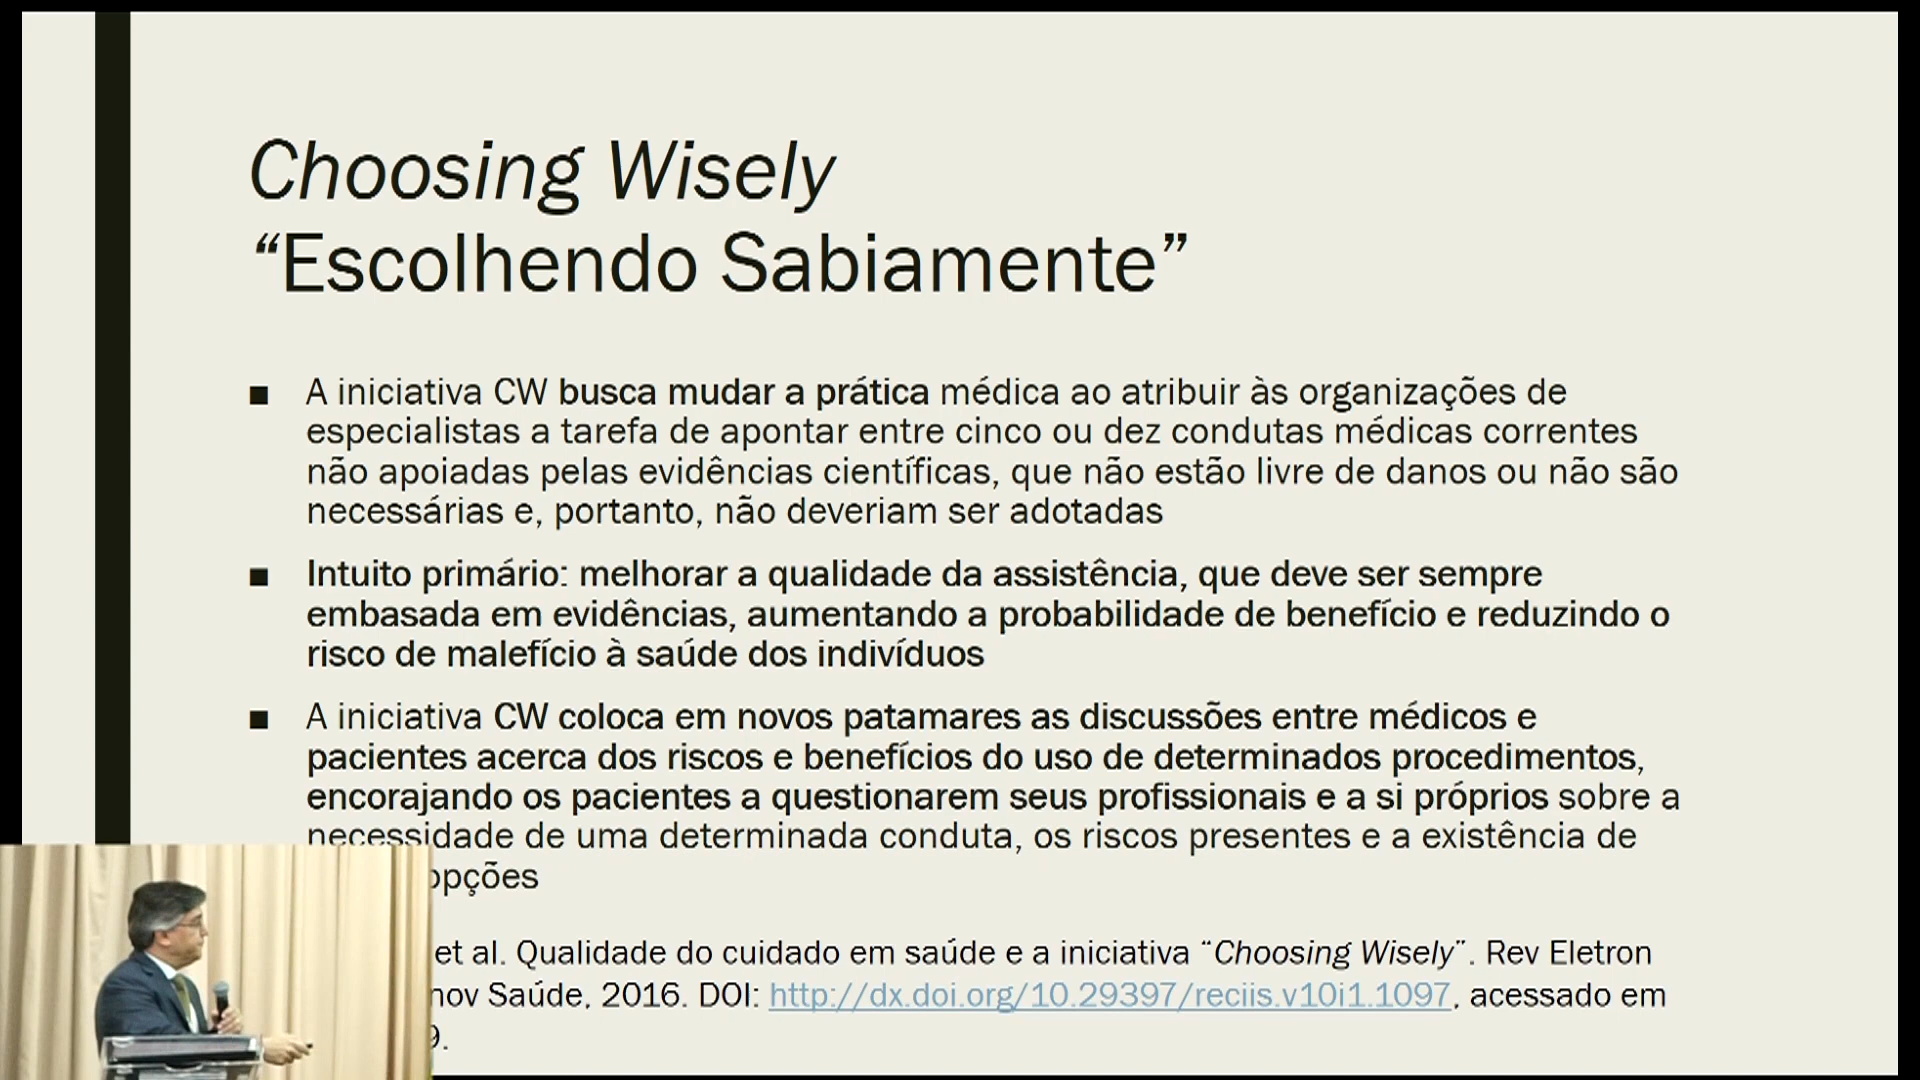 Choosing Wisely
“Escolhendo Sabiamente”
■ A iniciativa CW busca mudar a prática médica ao atribuir às organizações de
especialistas a tarefa de apontar entre cinco ou dez condutas médicas correntes
não apoiadas pelas evidências científicas, que não estão livre de danos ou não são
necessárias e, portanto, não deveriam ser adotadas
■ Intuito primário: melhorar a qualidade da assistência, que deve ser sempre
embasada em evidências, aumentando a probabilidade de benefício e reduzindo o
risco de malefício à saúde dos indivíduos
■ A iniciativa CW coloca em novos patamares as discussões entre médicos e
pacientes acerca dos riscos e benefícios do uso de determinados procedimentos,
encorajando os pacientes a questionarem seus profissionais e a si próprios sobre a
necessidade de uma determinada conduta, os riscos presentes e a existência de
opções
et al. Qualidade do cuidado em saúde e a iniciativa “Choosing Wisely”. Rev Eletron
nov Saúde, 2016. DOI: http://dx.doi.org/10.29397/reciis.v10i1.1097, acessado em
9.